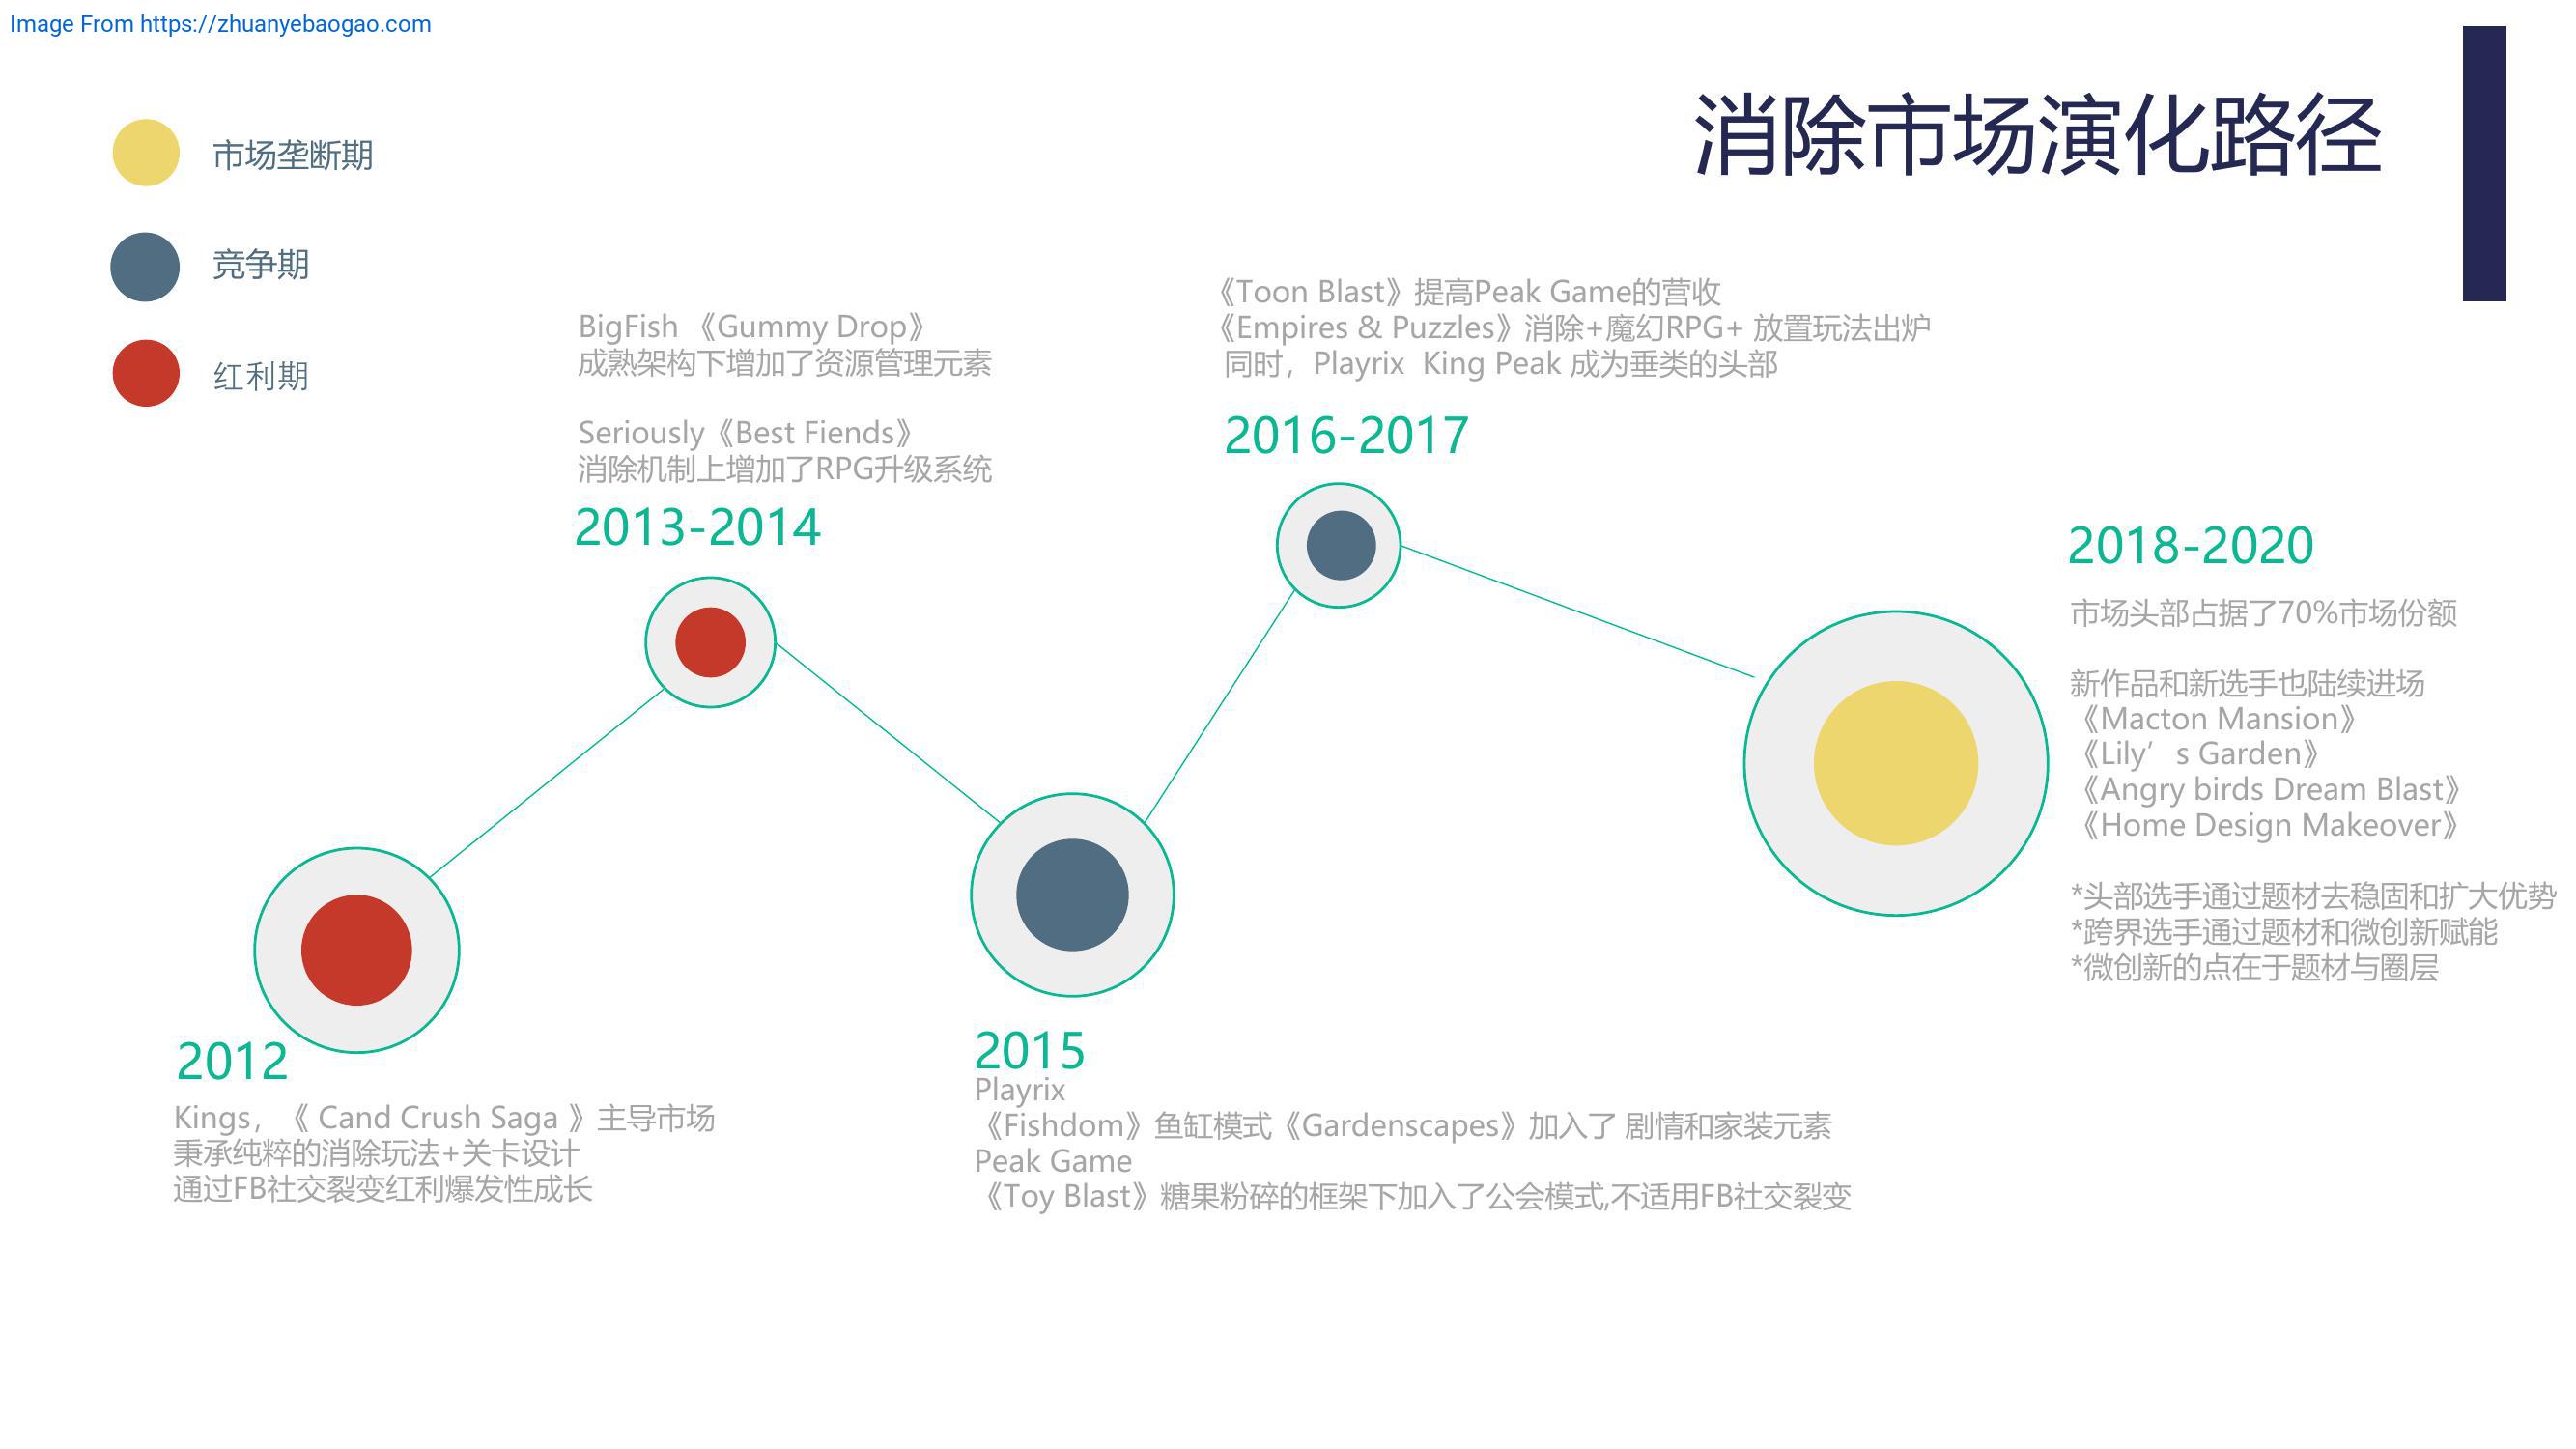 Image From https://zhuanyebaogao.com
消除市场演化路径
市场垄断期
竞争期
红利期
BigFish 《Gummy Drop》
成熟架构下增加了资源管理元素
Seriously《Best Fiends》
消除机制上增加了RPG升级系统
2013-2014
《Toon Blast》提高Peak Game的营收
《Empires & Puzzles》消除+魔幻RPG+ 放置玩法出炉
同时，Playrix  King Peak 成为垂类的头部
2016-2017
2018-2020
市场头部占据了70%市场份额
新作品和新选手也陆续进场
《Macton Mansion》
《Lily’s Garden》
《Angry birds Dream Blast》
《Home Design Makeover》
*头部选手通过题材去稳固和扩大优势
*跨界选手通过题材和微创新赋能
*微创新的点在于题材与圈层
2012
Kings，《 Cand Crush Saga 》主导市场
秉承纯粹的消除玩法+关卡设计
通过FB社交裂变红利爆发性成长
2015
Playrix
《Fishdom》鱼缸模式《Gardenscapes》加入了 剧情和家装元素
Peak Game
《Toy Blast》糖果粉碎的框架下加入了公会模式,不适用FB社交裂变